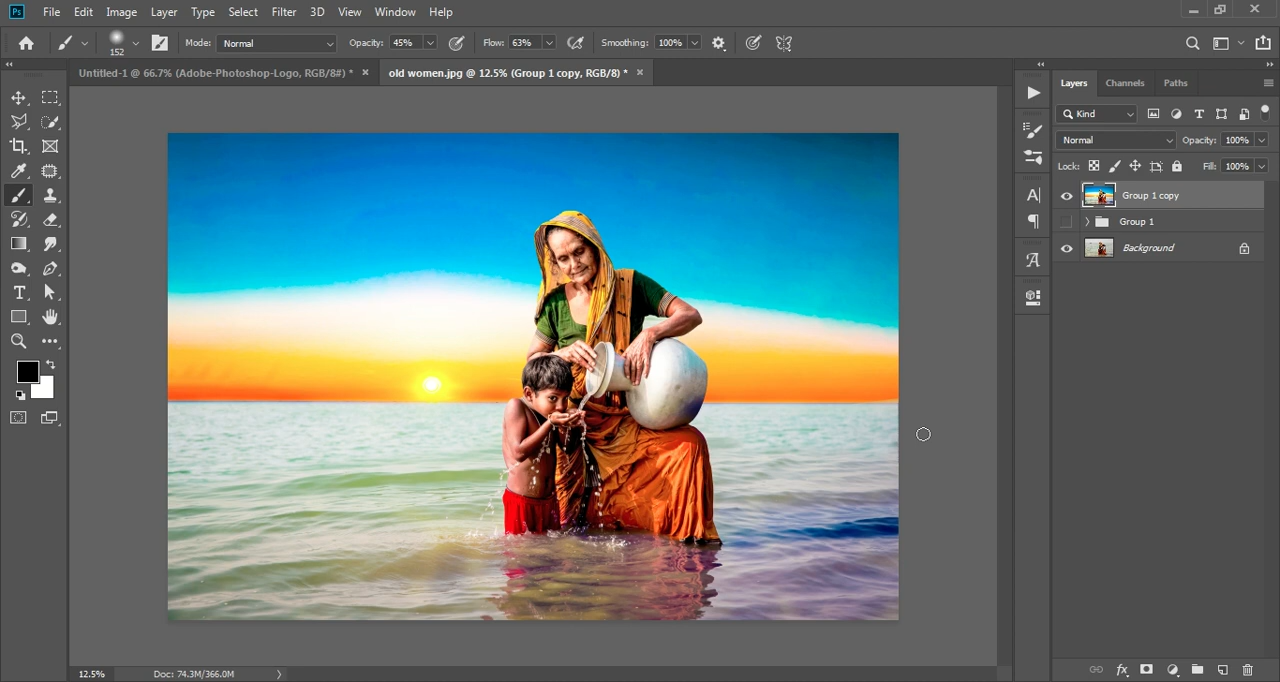 Ps File Edit Image Layer Type Select Filter 3D View Window Help
152 Mode: Normal Opacity: 45% Flow: 63% Smoothing: 100%
Untitled-1 @ 66.7% (Adobe-Photoshop-Logo, RGB/8#) * × old women.jpg @ 12.5% (Group 1 copy, RGB/8) * ×
Layers Channels Paths
Kind
Normal Opacity: 100%
Lock: Fill: 100%
Group 1 copy
Group 1
Background
12.5% Doc: 74.3M/366.0M